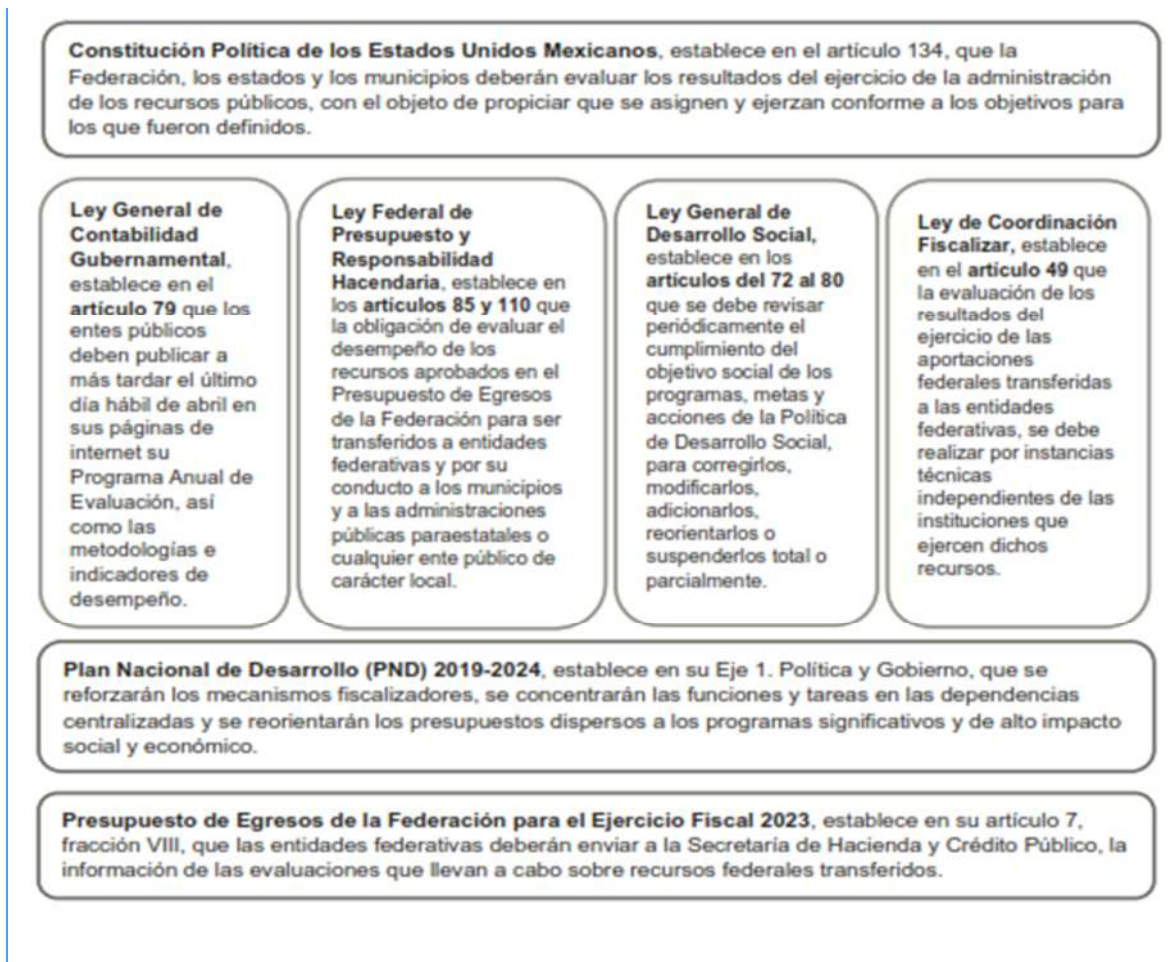 Constitución Política de los Estados Unidos Mexicanos, establece en el artículo 134, que la
Federación, los estados y los municipios deberán evaluar los resultados del ejercicio de la administración
de los recursos públicos, con el objeto de propiciar que se asignen y ejerzan conforme a los objetivos para
los que fueron definidos.
Ley General de
Contabilidad
Gubernamental,
establece en el
artículo 79 que los
entes públicos
deben publicar a
más tardar el último
día hábil de abril en
sus páginas de
internet su
Programa Anual de
Evaluación, así
como las
metodologías e
indicadores de
desempeño.
Ley Federal de
Presupuesto y
Responsabilidad
Hacendaria, establece en
los artículos 85 y 110 que
la obligación de evaluar el
desempeño de los
recursos aprobados en el
Presupuesto de Egresos
de la Federación para ser
transferidos a entidades
federativas y por su
conducto a los municipios
y a las administraciones
públicas paraestatales o
cualquier ente público de
carácter local.
Ley General de
Desarrollo Social,
establece en los
artículos del 72 al 80
que se debe revisar
periódicamente el
cumplimiento del
objetivo social de los
programas, metas y
acciones de la Política
de Desarrollo Social,
para corregirlos,
modificarlos,
adicionarlos,
reorientarlos o
suspenderlos total o
parcialmente.
Ley de Coordinación
Fiscalizar, establece
en el artículo 49 que
la evaluación de los
resultados del
ejercicio de las
aportaciones
federales transferidas
a las entidades
federativas, se debe
realizar por instancias
técnicas
independientes de las
instituciones que
ejercen dichos
recursos.
Plan Nacional de Desarrollo (PND) 2019-2024, establece en su Eje 1. Política y Gobierno, que se
reforzarán los mecanismos fiscalizadores, se concentrarán las funciones y tareas en las dependencias
centralizadas y se reorientarán los presupuestos dispersos a los programas significativos y de alto impacto
social y económico.
Presupuesto de Egresos de la Federación para el Ejercicio Fiscal 2023, establece en su artículo 7,
fracción VIII, que las entidades federativas deberán enviar a la Secretaría de Hacienda y Crédito Público, la
información de las evaluaciones que llevan a cabo sobre recursos federales transferidos.